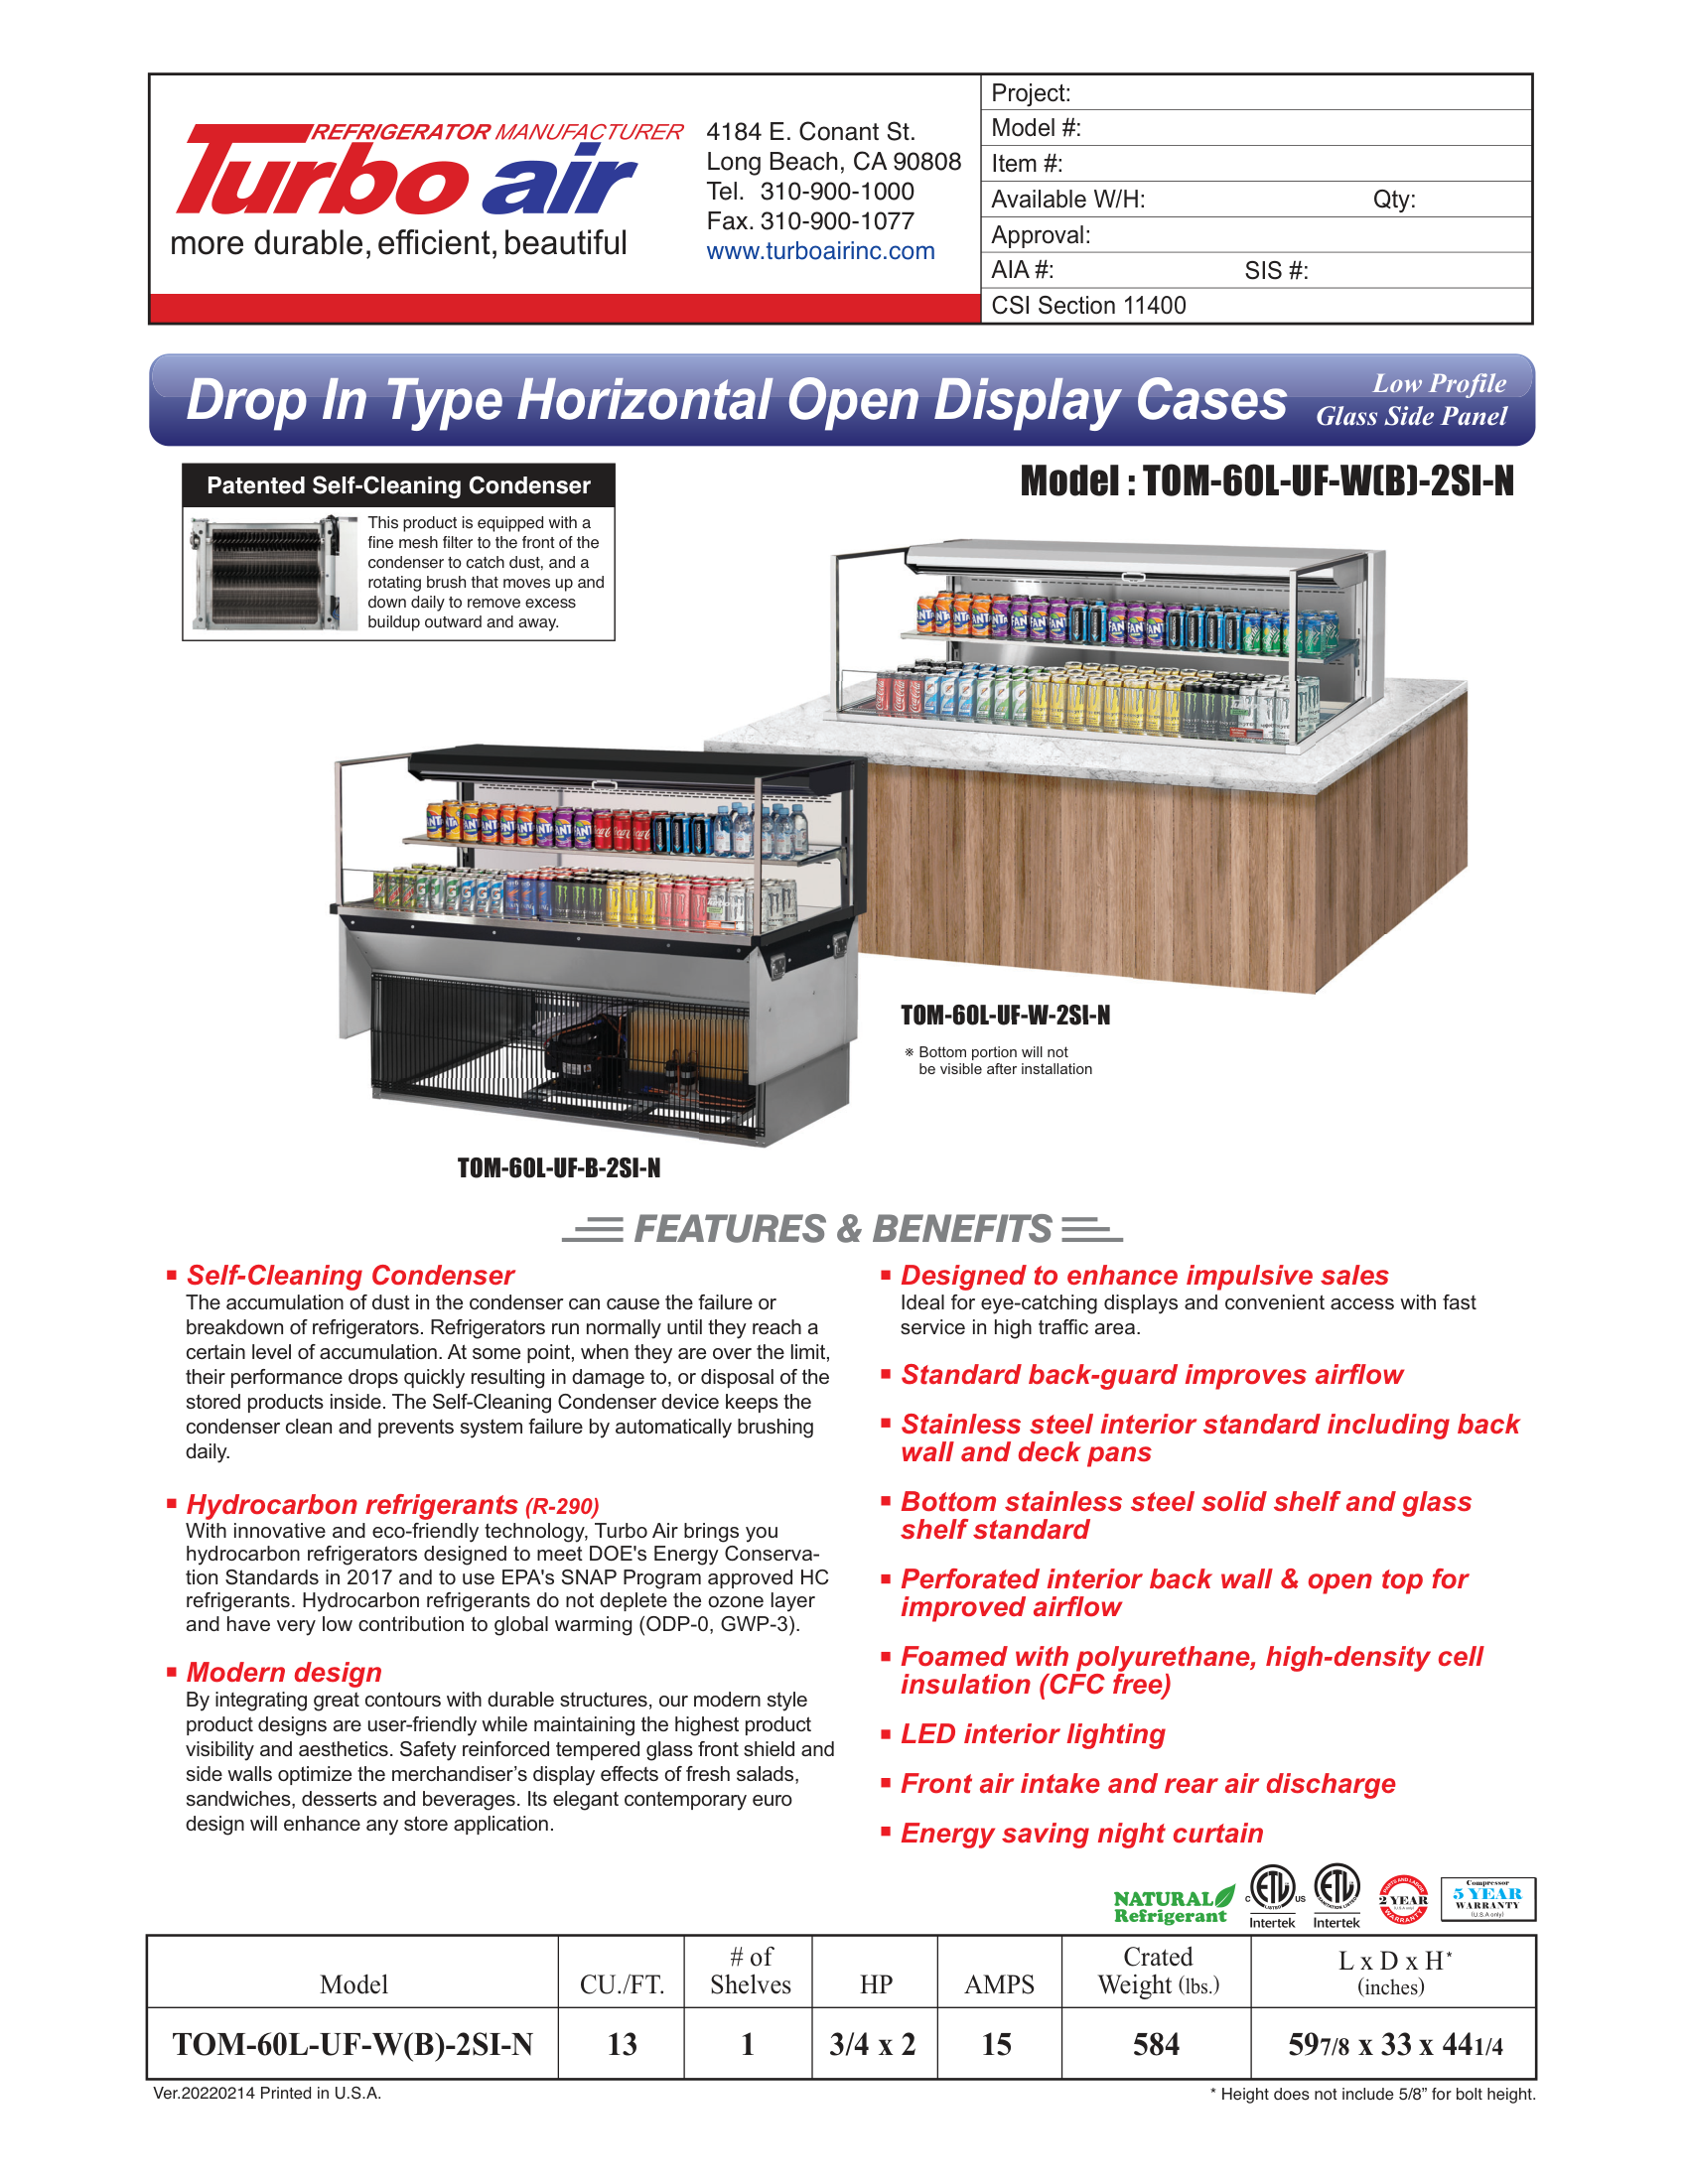 REFRIGERATOR MANUFACTURER
Turbo air
more durable, efficient, beautiful
4184 E. Conant St.
Long Beach, CA 90808
Tel. 310-900-1000
Fax. 310-900-1077
www.turboairinc.com
Project:
Model #:
Item #:
Available W/H: Qty:
Approval:
AIA #: SIS #:
CSI Section 11400
Drop In Type Horizontal Open Display Cases
Low Profile
Glass Side Panel
Patented Self-Cleaning Condenser
This product is equipped with a
fine mesh filter to the front of the
condenser to catch dust, and a
rotating brush that moves up and
down daily to remove excess
buildup outward and away.
Model : TOM-60L-UF-W(B)-2SI-N
TOM-60L-UF-W-2SI-N
※ Bottom portion will not
be visible after installation
TOM-60L-UF-B-2SI-N
FEATURES & BENEFITS
▪ Self-Cleaning Condenser
The accumulation of dust in the condenser can cause the failure or
breakdown of refrigerators. Refrigerators run normally until they reach a
certain level of accumulation. At some point, when they are over the limit,
their performance drops quickly resulting in damage to, or disposal of the
stored products inside. The Self-Cleaning Condenser device keeps the
condenser clean and prevents system failure by automatically brushing
daily.
▪ Hydrocarbon refrigerants (R-290)
With innovative and eco-friendly technology, Turbo Air brings you
hydrocarbon refrigerators designed to meet DOE's Energy Conserva-
tion Standards in 2017 and to use EPA's SNAP Program approved HC
refrigerants. Hydrocarbon refrigerants do not deplete the ozone layer
and have very low contribution to global warming (ODP-0, GWP-3).
▪ Modern design
By integrating great contours with durable structures, our modern style
product designs are user-friendly while maintaining the highest product
visibility and aesthetics. Safety reinforced tempered glass front shield and
side walls optimize the merchandiser’s display effects of fresh salads,
sandwiches, desserts and beverages. Its elegant contemporary euro
design will enhance any store application.
▪ Designed to enhance impulsive sales
Ideal for eye-catching displays and convenient access with fast
service in high traffic area.
▪ Standard back-guard improves airflow
▪ Stainless steel interior standard including back
wall and deck pans
▪ Bottom stainless steel solid shelf and glass
shelf standard
▪ Perforated interior back wall & open top for
improved airflow
▪ Foamed with polyurethane, high-density cell
insulation (CFC free)
▪ LED interior lighting
▪ Front air intake and rear air discharge
▪ Energy saving night curtain
NATURAL
Refrigerant
C ETL US
LISTED
Intertek
ETL
SANITATION LISTED
Intertek
PARTS AND LABOR
2 YEAR
(U.S.A only)
WARRANTY
Compressor
5 YEAR
WARRANTY
(U.S.A only)
Model CU./FT. # of Shelves HP AMPS Crated Weight (lbs.) L x D x H* (inches)
TOM-60L-UF-W(B)-2SI-N 13 1 3/4 x 2 15 584 597/8 x 33 x 441/4
Ver.20220214 Printed in U.S.A.
* Height does not include 5/8” for bolt height.